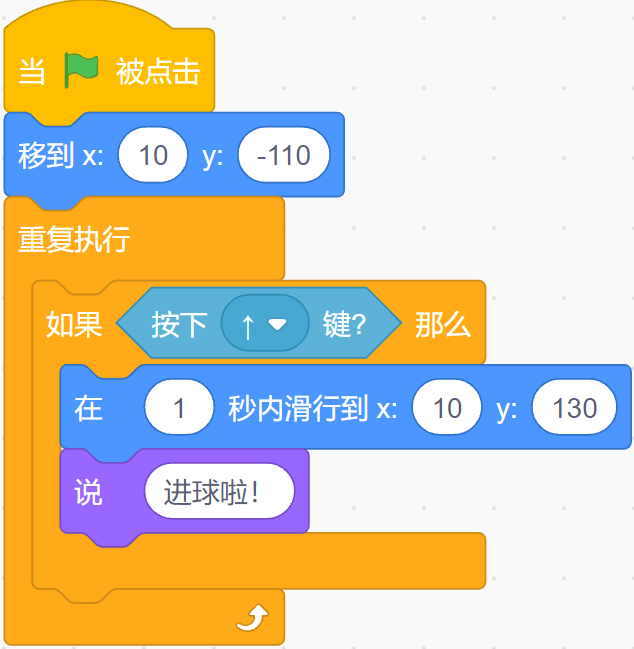 当 被点击
移到 x: 10 y: -110
重复执行
如果 按下 ↑ 键? 那么
在 1 秒内滑行到 x: 10 y: 130
说 进球啦！